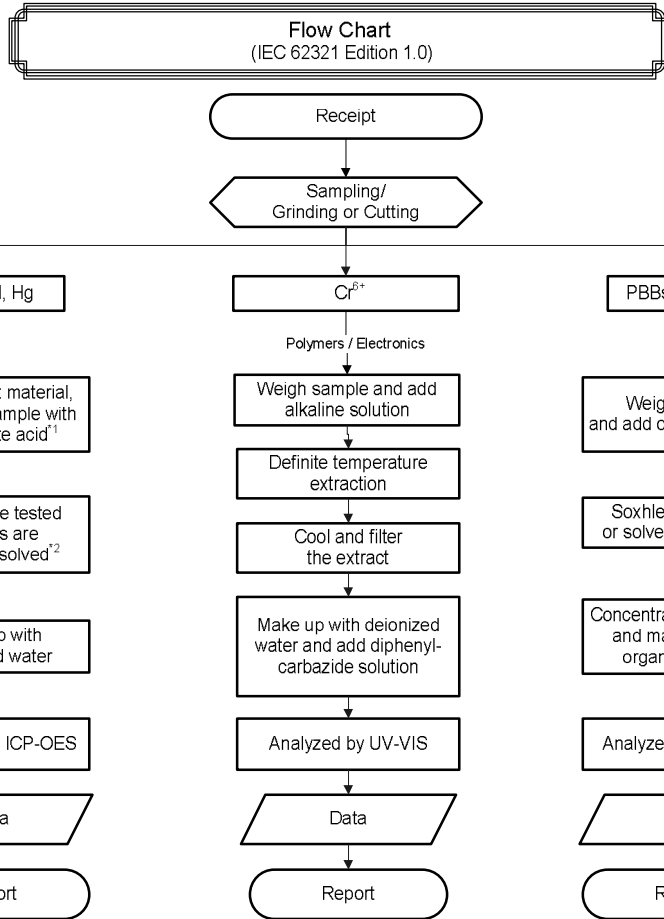 Flow Chart
(IEC 62321 Edition 1.0)
Receipt
Sampling/
Grinding or Cutting
, Hg
Cr6+
PBBs
Polymers / Electronics
material,
ample with
te acid*1
Weigh sample and add
alkaline solution
Weig
and add o
Definite temperature
extraction
e tested
s are
solved*2
Cool and filter
the extract
Soxhle
or solve
o with
d water
Make up with deionized
water and add diphenyl-
carbazide solution
Concentra
and ma
organ
ICP-OES
Analyzed by UV-VIS
Analyze
a
Data
ort
Report
R